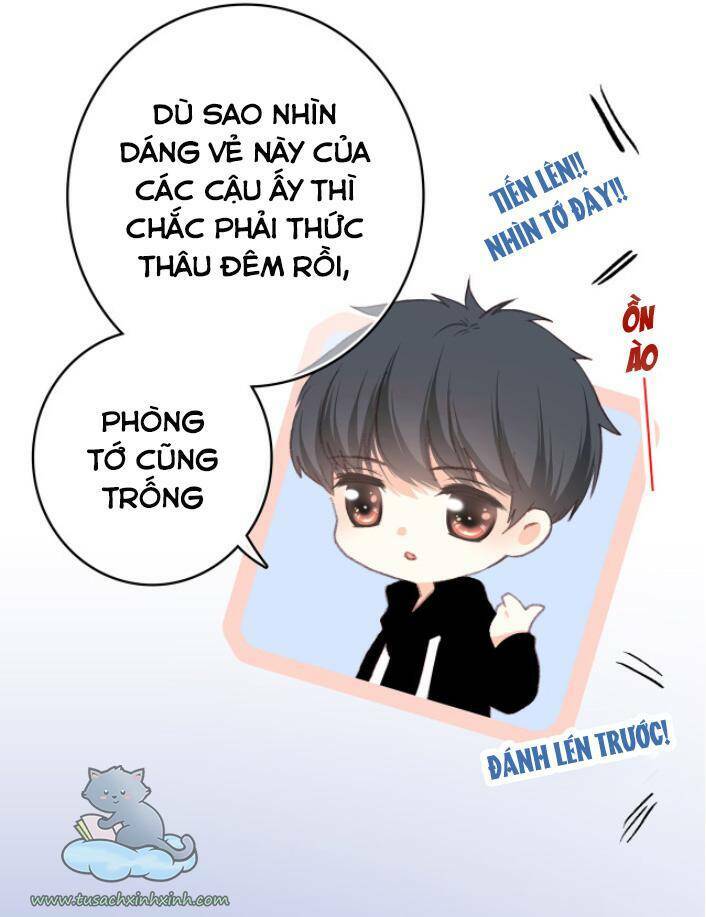 DÙ SAO NHÌN
DÁNG VẺ NÀY CỦA
CÁC CẬU ẤY THÌ
CHẮC PHẢI THỨC
THÂU ĐÊM RỒI,
TIẾN LÊN!!
NHÌN TỚ ĐÂY!!
ỒN
ÀO
PHÒNG
TỚ CŨNG
TRỐNG
ĐÁNH LÉN TRƯỚC!
www.tusachxinhxinh.com